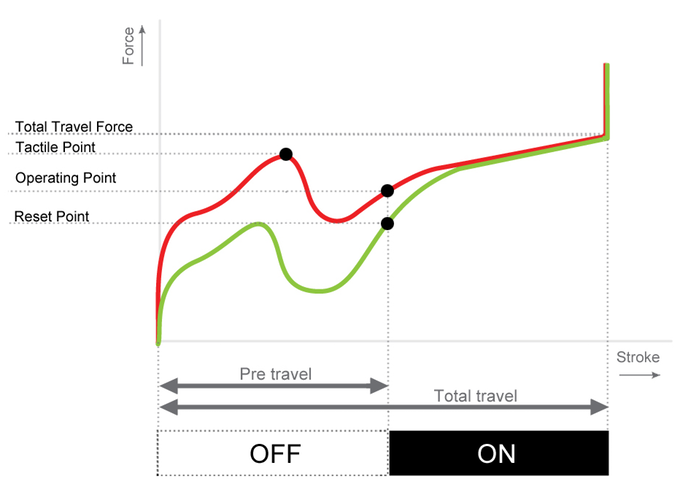 Force
Total Travel Force
Tactile Point
Operating Point
Reset Point
Stroke
Pre travel
Total travel
OFF
ON